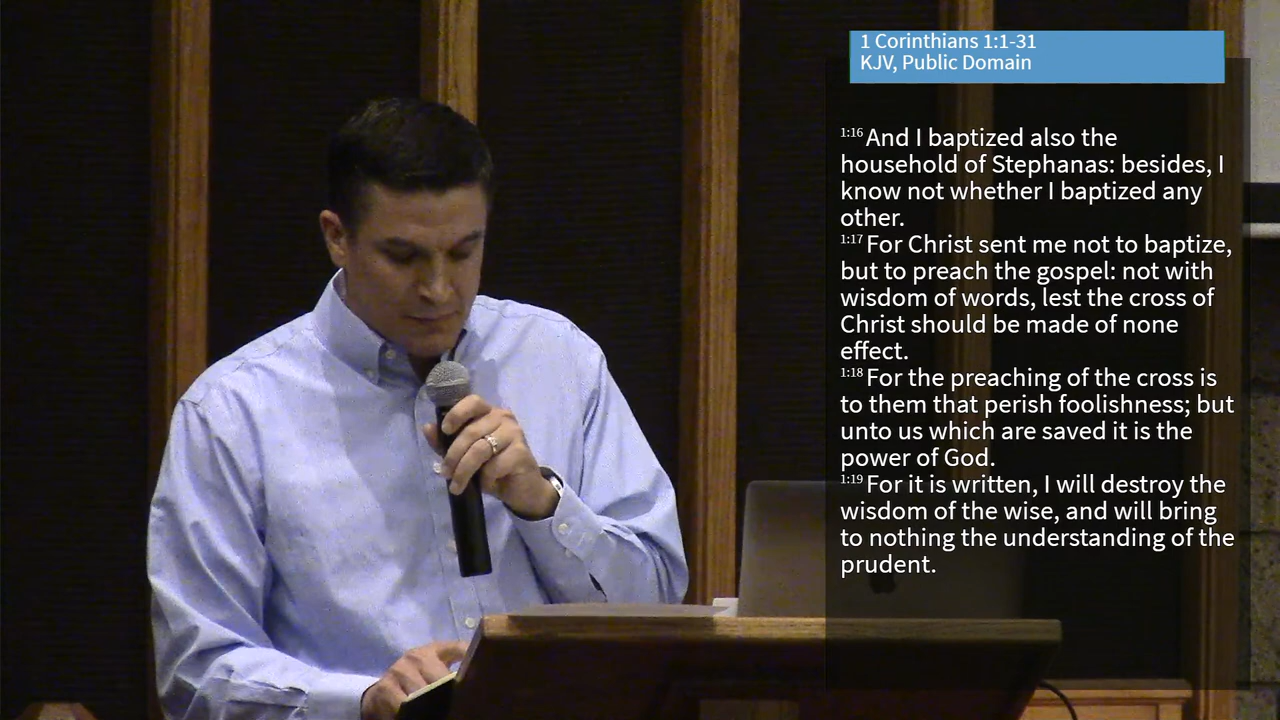 1 Corinthians 1:1-31
KJV, Public Domain
1:16 And I baptized also the
household of Stephanas: besides, I
know not whether I baptized any
other.
1:17 For Christ sent me not to baptize,
but to preach the gospel: not with
wisdom of words, lest the cross of
Christ should be made of none
effect.
1:18 For the preaching of the cross is
to them that perish foolishness; but
unto us which are saved it is the
power of God.
1:19 For it is written, I will destroy the
wisdom of the wise, and will bring
to nothing the understanding of the
prudent.